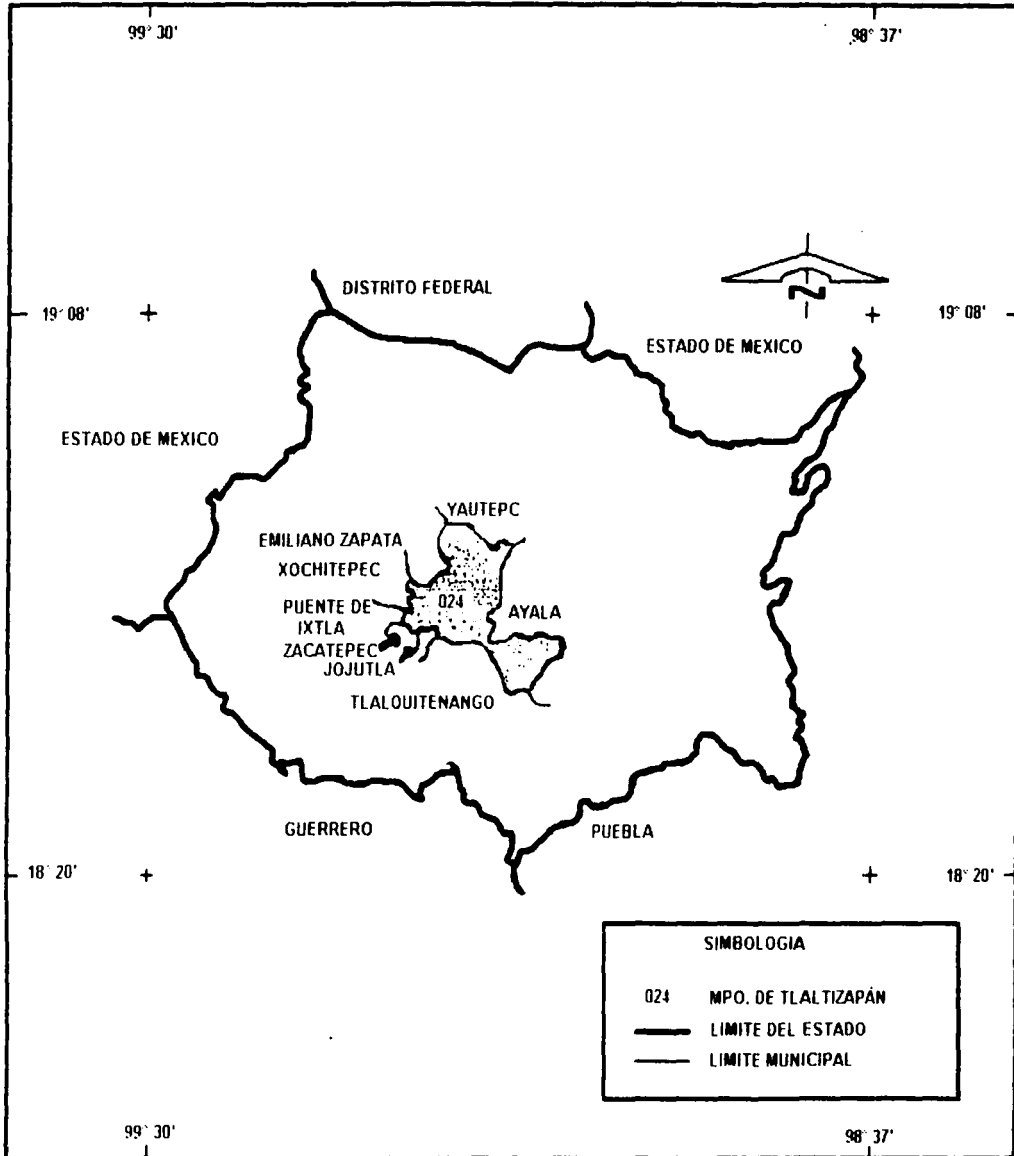 99° 30'
98° 37'
DISTRITO FEDERAL
N
19° 08'
19° 08'
ESTADO DE MEXICO
ESTADO DE MEXICO
YAUTEPC
EMILIANO ZAPATA
XOCHITEPEC
024
PUENTE DE
IXTLA
AYALA
ZACATEPEC
JOJUTLA
TLALQUITENANGO
GUERRERO
PUEBLA
18° 20'
18° 20'
SIMBOLOGIA
024 MPO. DE TLALTIZAPÁN
LIMITE DEL ESTADO
LIMITE MUNICIPAL
99° 30'
98° 37'